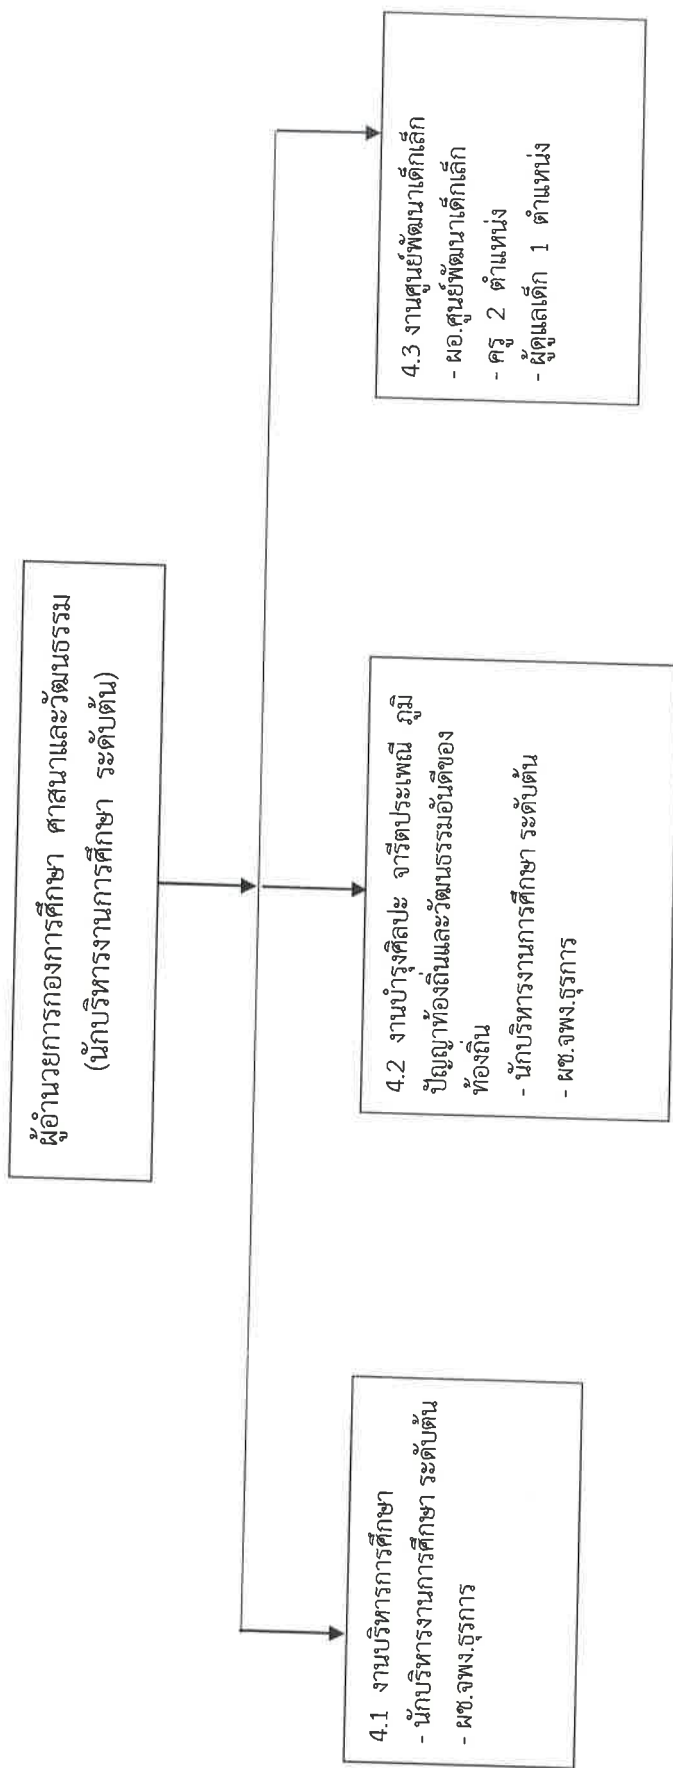 ผู้อำนวยการกองการศึกษา ศาสนาและวัฒนธรรม
(นักบริหารงานการศึกษา ระดับต้น)
4.1 งานบริหารการศึกษา
- นักบริหารงานการศึกษา ระดับต้น
- ผช.จพง.ธุรการ
4.2 งานบำรุงศิลปะ จารีตประเพณี ภูมิ
ปัญญาท้องถิ่นและวัฒนธรรมอันดีของ
ท้องถิ่น
- นักบริหารงานการศึกษา ระดับต้น
- ผช.จพง.ธุรการ
4.3 งานศูนย์พัฒนาเด็กเล็ก
- ผอ.ศูนย์พัฒนาเด็กเล็ก
- ครู 2 ตำแหน่ง
- ผู้ดูแลเด็ก 1 ตำแหน่ง